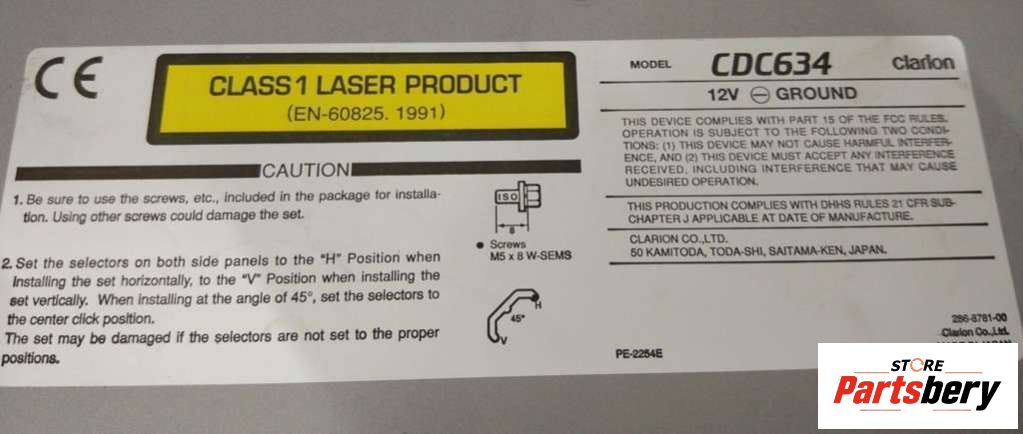 CE
CLASS 1 LASER PRODUCT
(EN-60825. 1991)
CAUTION
1. Be sure to use the screws, etc., included in the package for installa-
tion. Using other screws could damage the set.
2. Set the selectors on both side panels to the "H" Position when
installing the set horizontally, to the "V" Position when installing the
set vertically. When installing at the angle of 45°, set the selectors to
the center click position.
The set may be damaged if the selectors are not set to the proper
positions.
ISO
8
● Screws
M5 x 8 W-SEMS
H
45°
V
MODEL CDC634 Clarion
12V ⊖ GROUND
THIS DEVICE COMPLIES WITH PART 15 OF THE FCC RULES.
OPERATION IS SUBJECT TO THE FOLLOWING TWO CONDI-
TIONS: (1) THIS DEVICE MAY NOT CAUSE HARMFUL INTERFER-
ENCE, AND (2) THIS DEVICE MUST ACCEPT ANY INTERFERENCE
RECEIVED, INCLUDING INTERFERENCE THAT MAY CAUSE
UNDESIRED OPERATION.
THIS PRODUCTION COMPLIES WITH DHHS RULES 21 CFR SUB-
CHAPTER J APPLICABLE AT DATE OF MANUFACTURE.
CLARION CO.,LTD.
50 KAMITODA, TODA-SHI, SAITAMA-KEN, JAPAN.
286-8761-00
Clarion Co.,Ltd.
PE-2254E
STORE
Partsbery